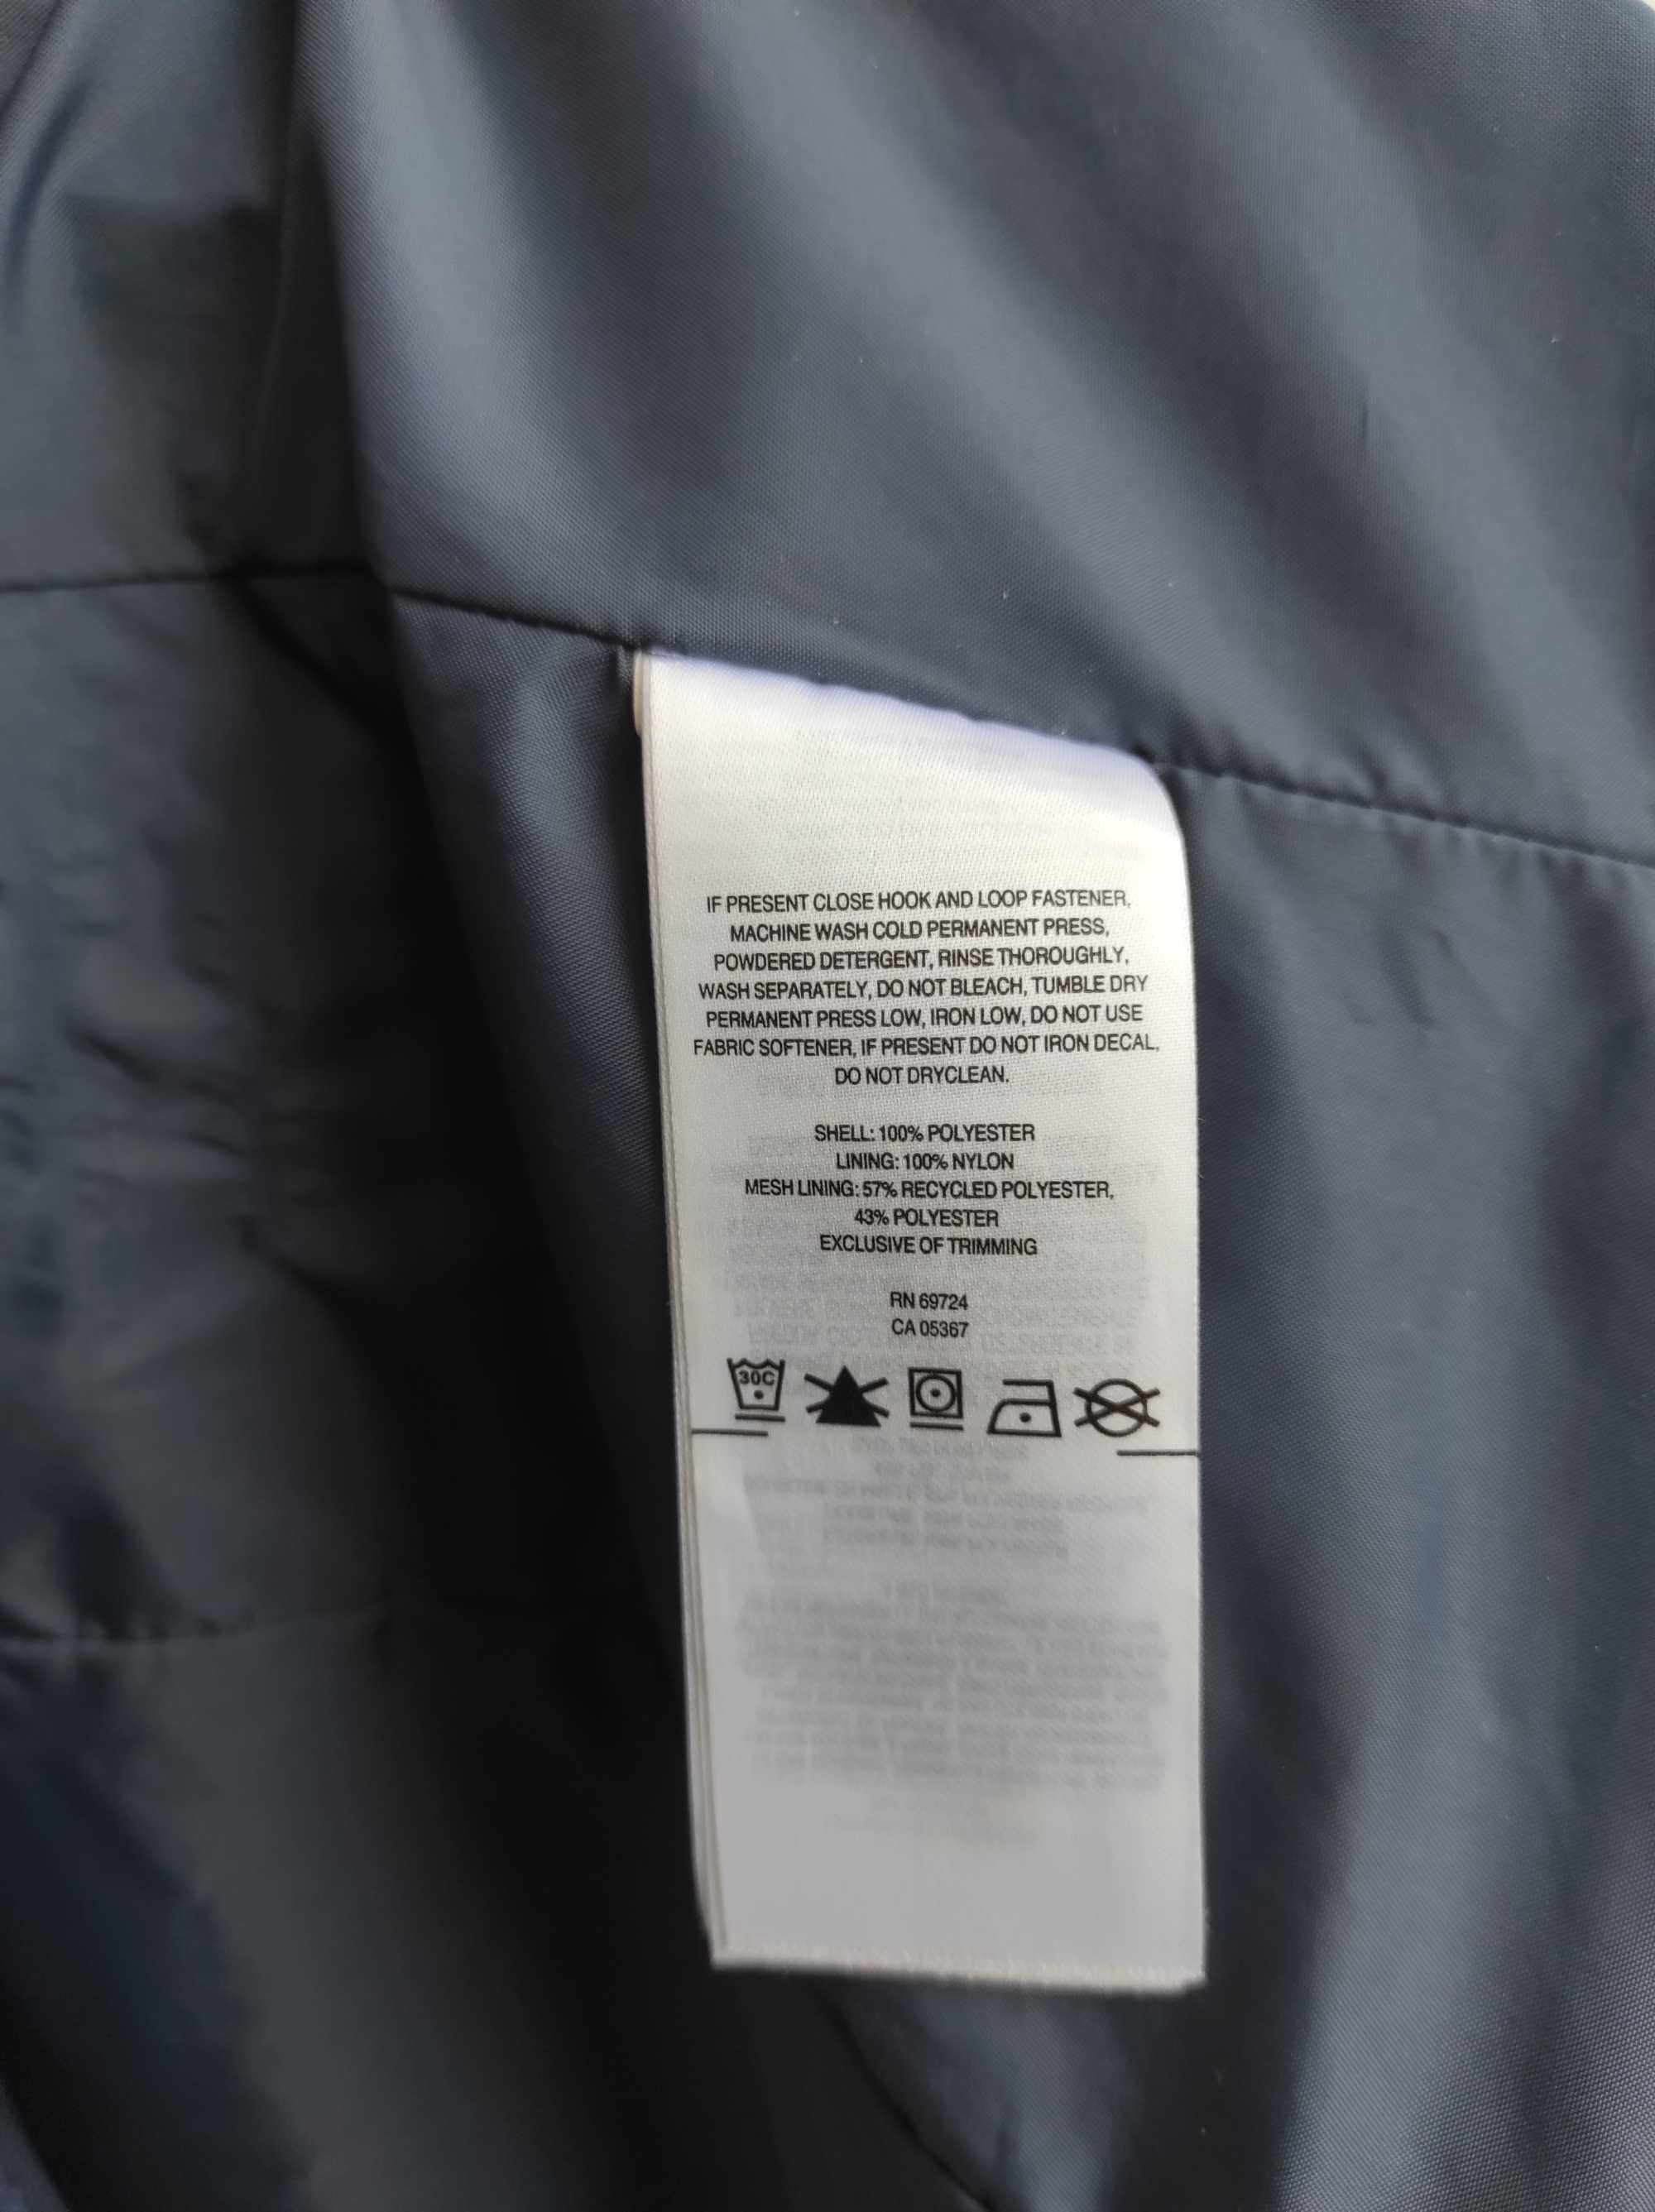 IF PRESENT CLOSE HOOK AND LOOP FASTENER,
MACHINE WASH COLD PERMANENT PRESS,
POWDERED DETERGENT, RINSE THOROUGHLY,
WASH SEPARATELY, DO NOT BLEACH, TUMBLE DRY
PERMANENT PRESS LOW, IRON LOW, DO NOT USE
FABRIC SOFTENER, IF PRESENT DO NOT IRON DECAL,
DO NOT DRYCLEAN.
SHELL: 100% POLYESTER
LINING: 100% NYLON
MESH LINING: 57% RECYCLED POLYESTER,
43% POLYESTER
EXCLUSIVE OF TRIMMING
RN 69724
CA 05367
30C